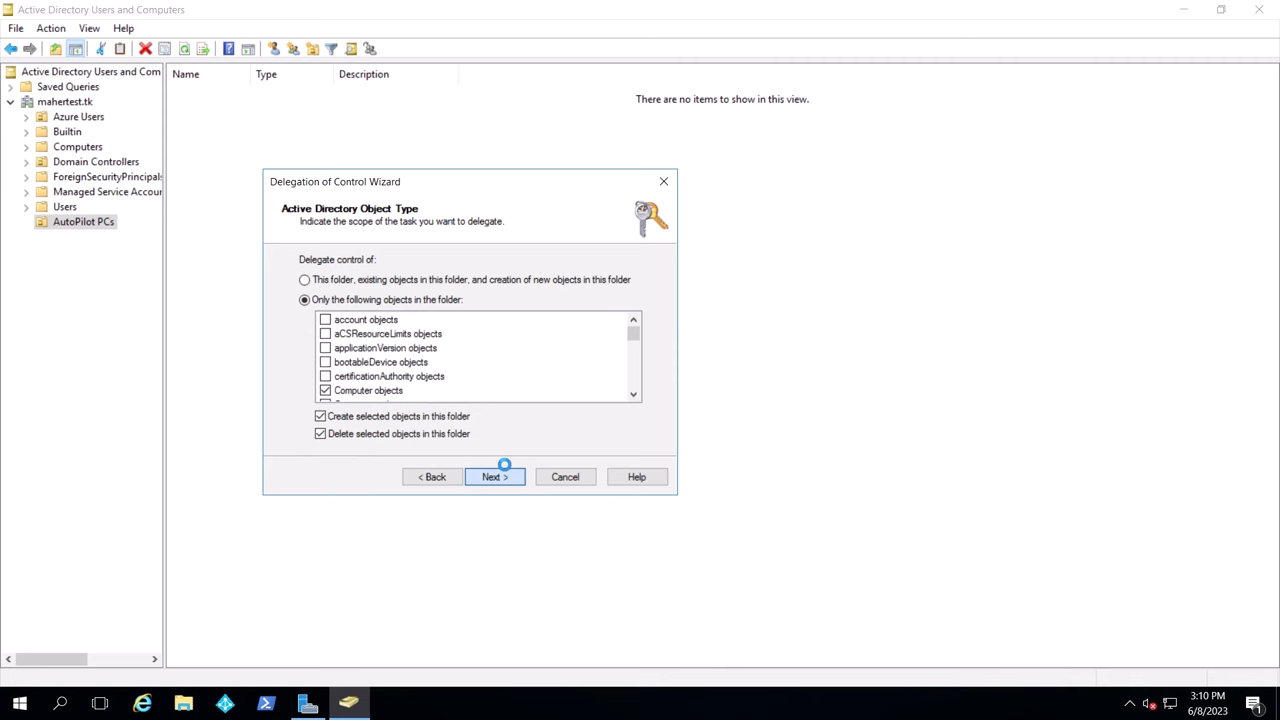 Active Directory Users and Computers
File Action View Help
Active Directory Users and Com
Saved Queries
mahertest.tk
Azure Users
Builtin
Computers
Domain Controllers
ForeignSecurityPrincipals
Managed Service Accou
Users
AutoPilot PCs
Name Type Description
There are no items to show in this view.
Delegation of Control Wizard
Active Directory Object Type
Indicate the scope of the task you want to delegate.
Delegate control of:
This folder, existing objects in this folder, and creation of new objects in this folder
Only the following objects in the folder:
account objects
aCSResourceLimits objects
applicationVersion objects
bootableDevice objects
certificationAuthority objects
Computer objects
Create selected objects in this folder
Delete selected objects in this folder
< Back Next > Cancel Help
3:10 PM
6/8/2023
1